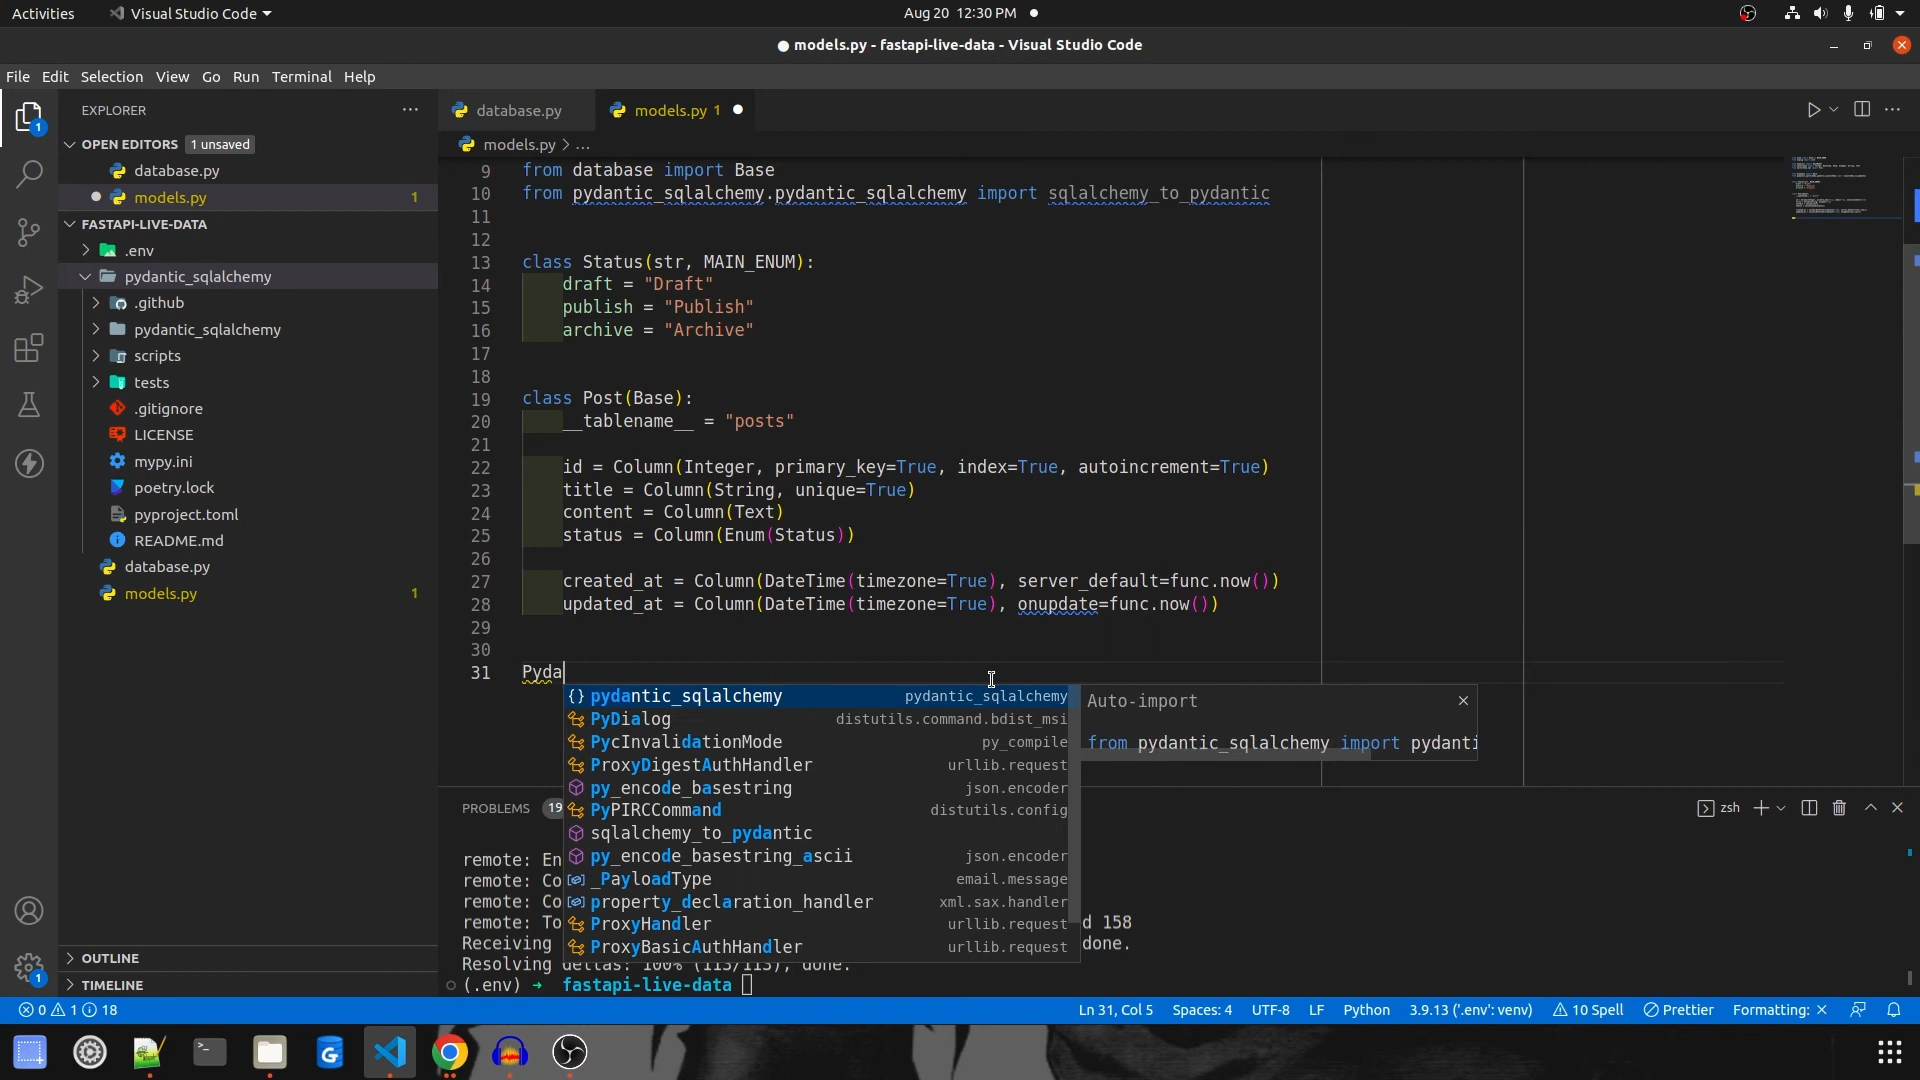 Activities
Visual Studio Code
Aug 20 12:30 PM
models.py - fastapi-live-data - Visual Studio Code
File Edit Selection View Go Run Terminal Help
EXPLORER
OPEN EDITORS 1 unsaved
database.py
models.py 1
FASTAPI-LIVE-DATA
.env
pydantic_sqlalchemy
.github
pydantic_sqlalchemy
scripts
tests
.gitignore
LICENSE
mypy.ini
poetry.lock
pyproject.toml
README.md
database.py
models.py 1
OUTLINE
TIMELINE
1
1
database.py
models.py 1
models.py > ...
9 from database import Base
10 from pydantic_sqlalchemy.pydantic_sqlalchemy import sqlalchemy_to_pydantic
11
12
13 class Status(str, MAIN_ENUM):
14 draft = "Draft"
15 publish = "Publish"
16 archive = "Archive"
17
18
19 class Post(Base):
20 __tablename__ = "posts"
21
22 id = Column(Integer, primary_key=True, index=True, autoincrement=True)
23 title = Column(String, unique=True)
24 content = Column(Text)
25 status = Column(Enum(Status))
26
27 created_at = Column(DateTime(timezone=True), server_default=func.now())
28 updated_at = Column(DateTime(timezone=True), onupdate=func.now())
29
30
31 Pyda
pydantic_sqlalchemy pydantic_sqlalchemy
PyDialog distutils.command.bdist_msi
PycInvalidationMode py_compile
ProxyDigestAuthHandler urllib.request
py_encode_basestring json.encoder
PyPIRCCommand distutils.config
sqlalchemy_to_pydantic
py_encode_basestring_ascii json.encoder
_PayloadType email.message
property_declaration_handler xml.sax.handler
ProxyHandler urllib.request
ProxyBasicAuthHandler urllib.request
Auto-import
from pydantic_sqlalchemy import pydanti
PROBLEMS 19
zsh
remote: En
remote: Co
remote: Co
remote: To d 158
Receiving done.
Resolving deltas: 100% (113/113), done.
(.env) → fastapi-live-data
0 1 18
Ln 31, Col 5 Spaces: 4 UTF-8 LF Python 3.9.13 ('.env': venv) 10 Spell Prettier Formatting: ×